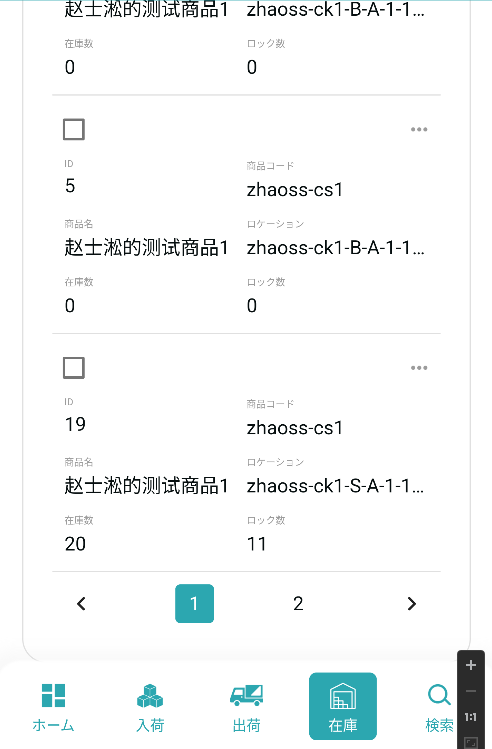 赵士淞的测试商品1 zhaoss-ck1-B-A-1-1...
在庫数 ロック数
0 0
ID 商品コード
5 zhaoss-cs1
商品名 ロケーション
赵士淞的测试商品1 zhaoss-ck1-B-A-1-1...
在庫数 ロック数
0 0
ID 商品コード
19 zhaoss-cs1
商品名 ロケーション
赵士淞的测试商品1 zhaoss-ck1-S-A-1-1...
在庫数 ロック数
20 11
1 2
ホーム 入荷 出荷 在庫 検索
1:1